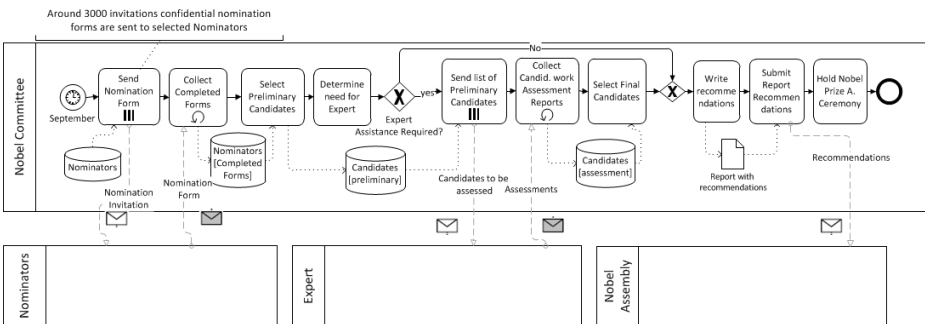 Around 3000 invitations confidential nomination
forms are sent to selected Nominators
Nobel Committee
September
Send
Nomination
Form
Collect
Completed
Forms
Select
Preliminary
Candidates
Determine
need for
Expert
Expert
Assistance Required?
yes
No
Send list of
Preliminary
Candidates
Collect
Candid. work
Assessment
Reports
Select Final
Candidates
Write
recomme
ndations
Submit
Report
Recommen
dations
Hold Nobel
Prize A.
Ceremony
Nominators
Nominators
[Completed
Forms]
Candidates
[preliminary]
Candidates
[assessment]
Report with
recommendations
Nomination
Invitation
Nomination
Form
Candidates to be
assessed
Assessments
Recommendations
Nominators
Expert
Nobel
Assembly